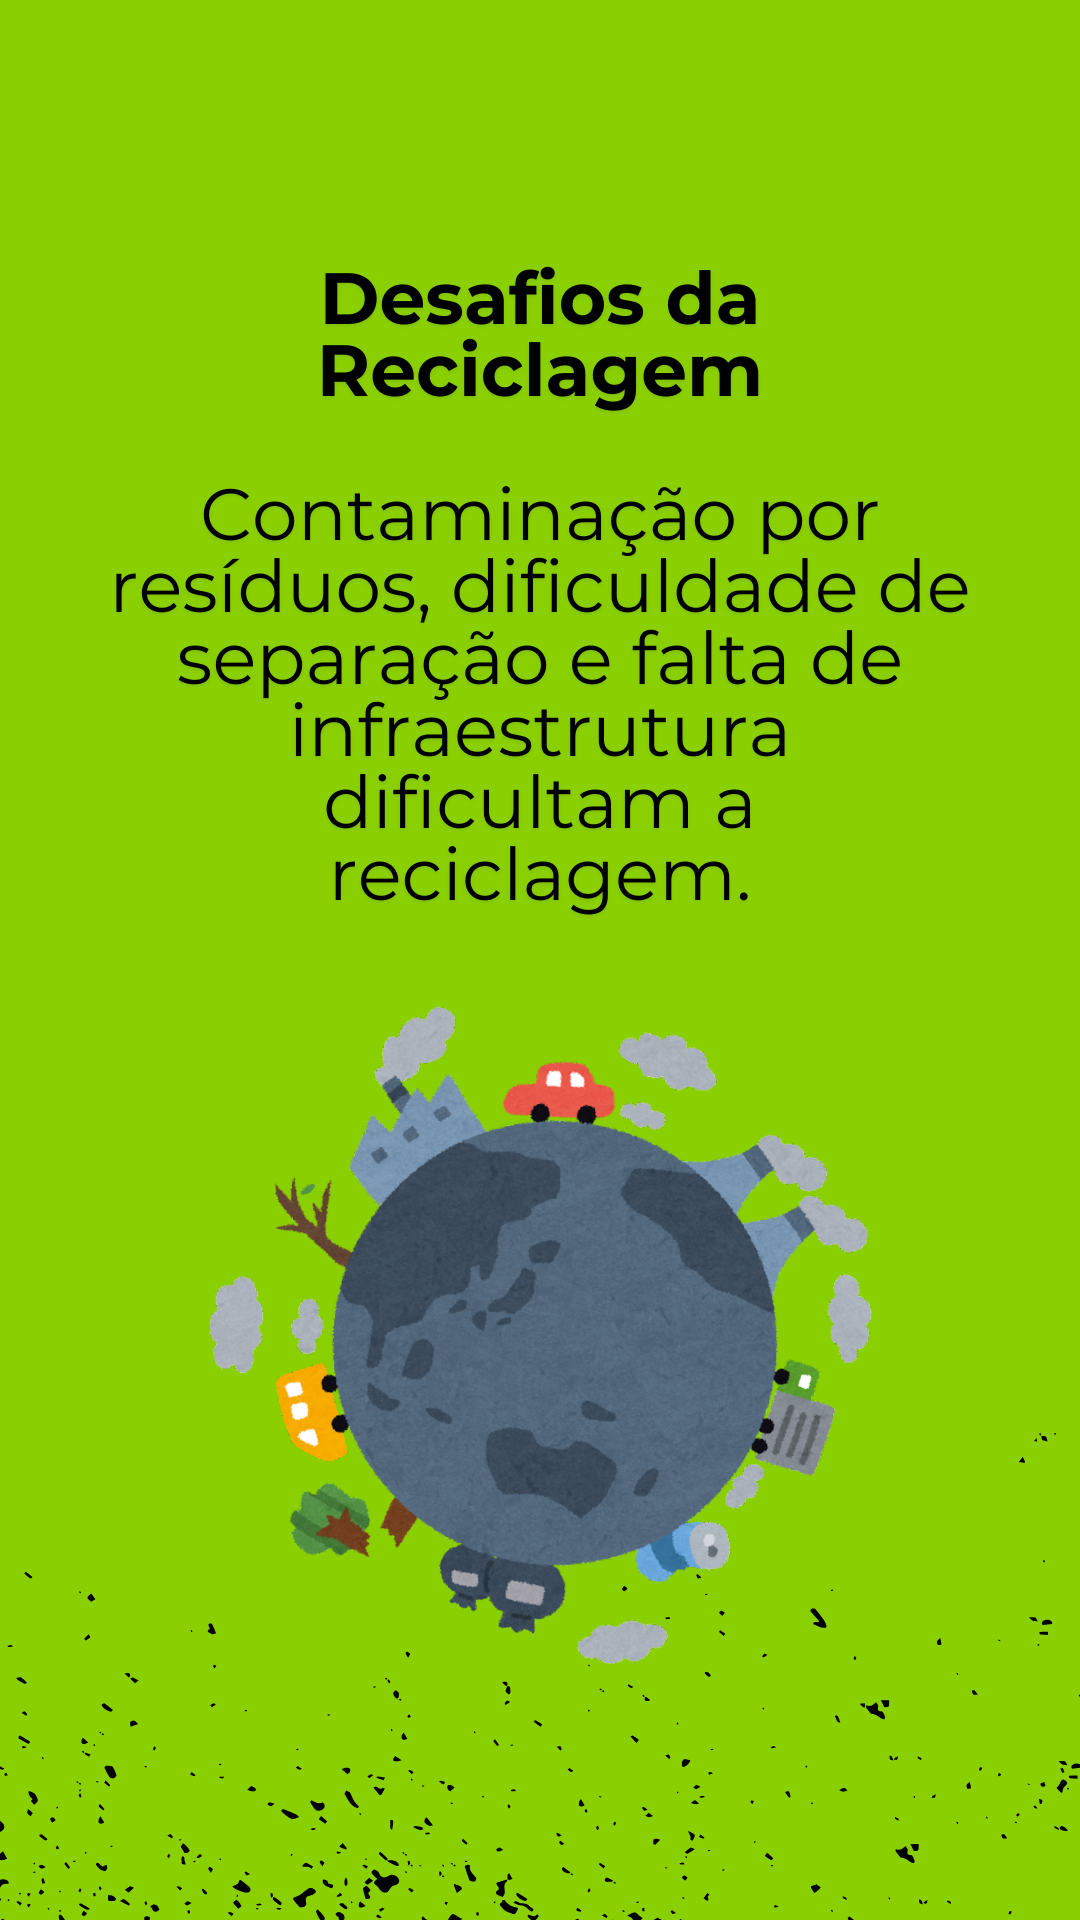 Desafios da
Reciclagem
Contaminação por
resíduos, dificuldade de
separação e falta de
infraestrutura
dificultam a
reciclagem.